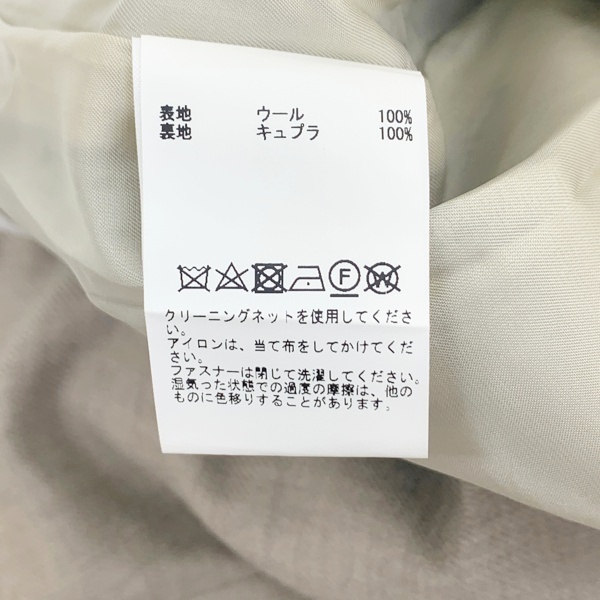 表地 ウール 100%
裏地 キュプラ 100%
F W
クリーニングネットを使用してくださ
い。
アイロンは、当て布をしてかけてくだ
さい。
ファスナーは閉じて洗濯してください。
湿気った状態での過度の摩擦は、他の
ものに色移りすることがあります。